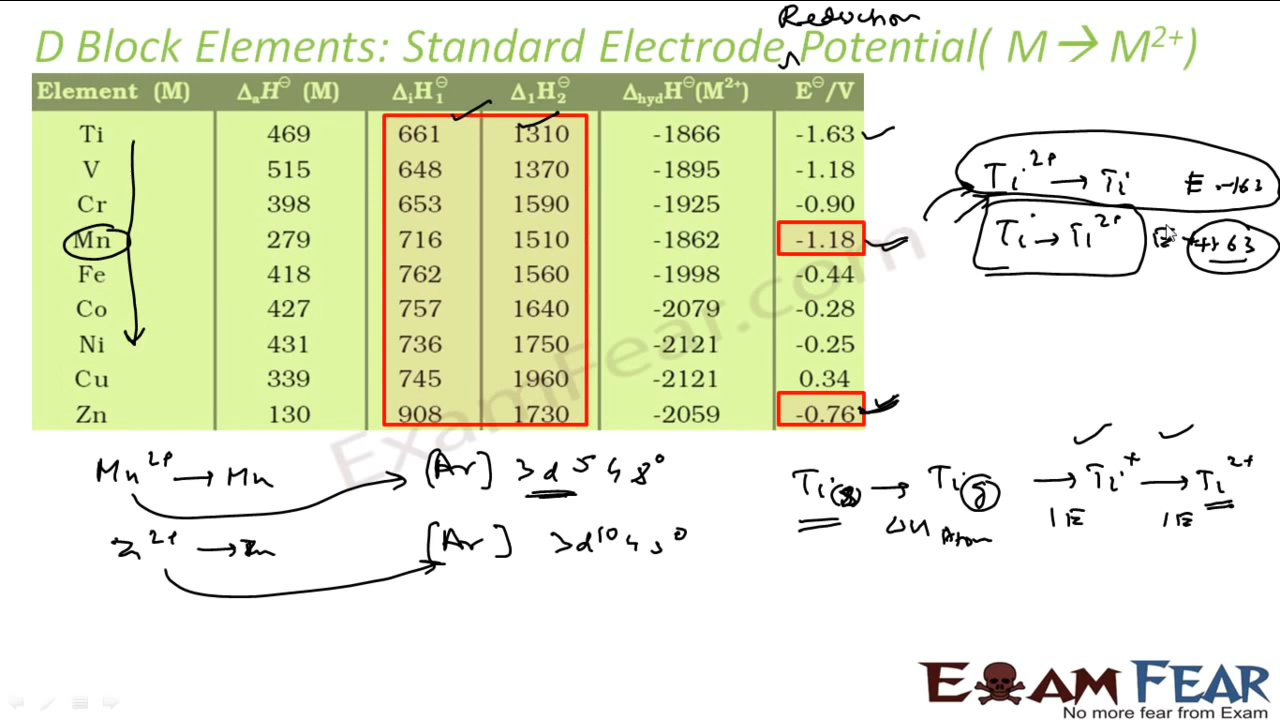 Reduction
D Block Elements: Standard Electrode Potential( M → M²⁺)
Element (M) ΔₐH⊖ (M) ΔᵢH₁⊖ Δ₁H₂⊖ ΔhydH⊖(M²⁺) E⊖/V
Ti 469 661 1310 -1866 -1.63
V 515 648 1370 -1895 -1.18
Cr 398 653 1590 -1925 -0.90
Mn 279 716 1510 -1862 -1.18
Fe 418 762 1560 -1998 -0.44
Co 427 757 1640 -2079 -0.28
Ni 431 736 1750 -2121 -0.25
Cu 339 745 1960 -2121 0.34
Zn 130 908 1730 -2059 -0.76
Ti²⁺ → Ti E = -1.63
Ti → Ti²⁺ +1.63
ExamFear.com
Mn²⁺ → Mn [Ar] 3d⁵ 4s⁰
Zn²⁺ → Zn [Ar] 3d¹⁰ 4s⁰
Ti(s) → Ti(g) → Ti⁺ → Ti²⁺
ΔH Atom IE IE
EXAM FEAR
No more fear from Exam